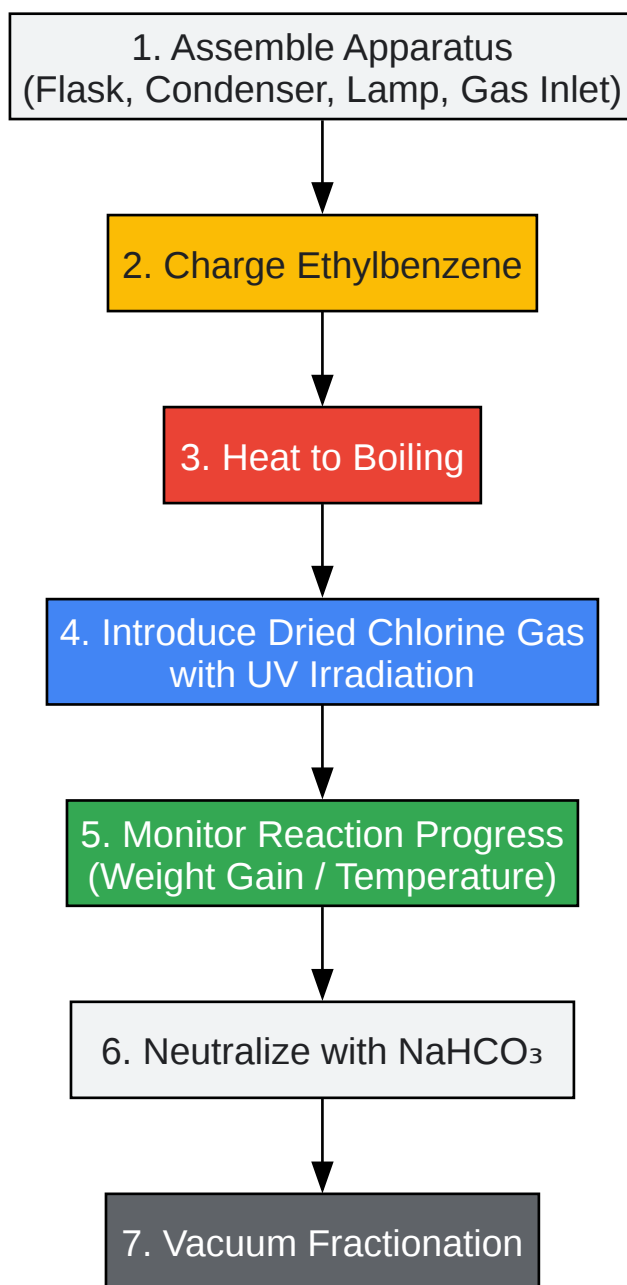 1. Assemble Apparatus
(Flask, Condenser, Lamp, Gas Inlet)
2. Charge Ethylbenzene
3. Heat to Boiling
4. Introduce Dried Chlorine Gas
with UV Irradiation
5. Monitor Reaction Progress
(Weight Gain / Temperature)
6. Neutralize with NaHCO₃
7. Vacuum Fractionation